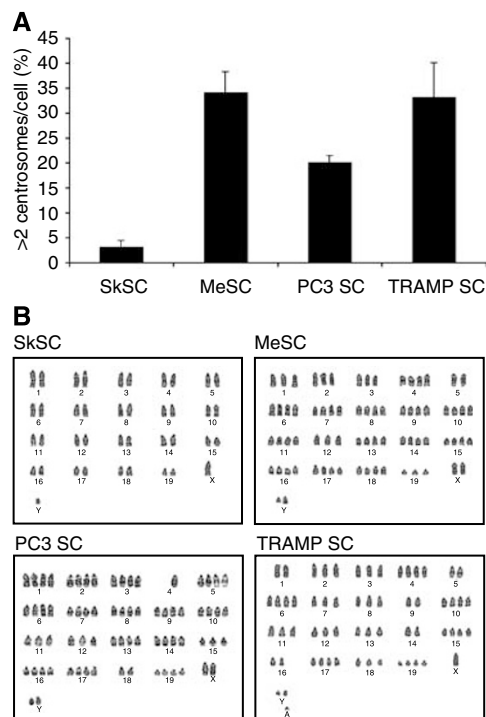 A
>2 centrosomes/cell (%)
45
40
35
30
25
20
15
10
5
0
SkSC MeSC PC3 SC TRAMP SC
B
SkSC
1 2 3 4 5
6 7 8 9 10
11 12 13 14 15
16 17 18 19 X
Y
MeSC
1 2 3 4 5
6 7 8 9 10
11 12 13 14 15
16 17 18 19 X
Y
PC3 SC
1 2 3 4 5
6 7 8 9 10
11 12 13 14 15
16 17 18 19 X
Y
TRAMP SC
1 2 3 4 5
6 7 8 9 10
11 12 13 14 15
16 17 18 19 X
Y
A